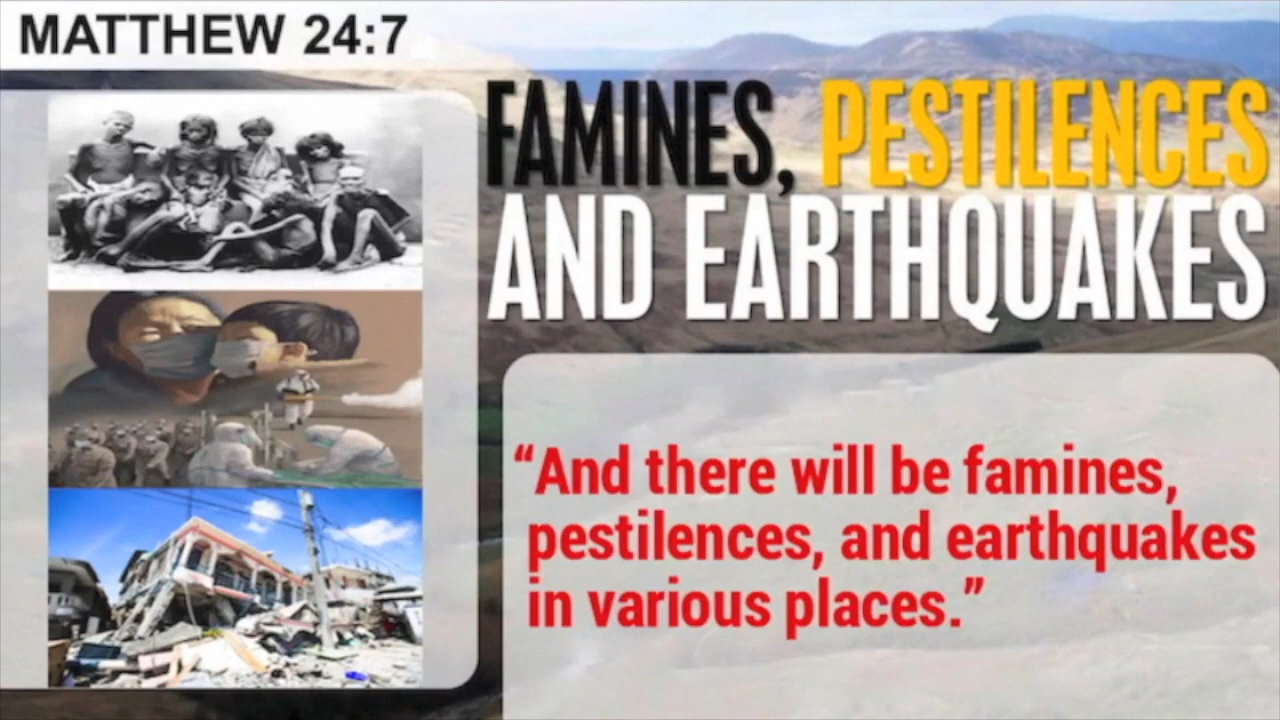 MATTHEW 24:7
FAMINES, PESTILENCES
AND EARTHQUAKES
“And there will be famines,
pestilences, and earthquakes
in various places.”